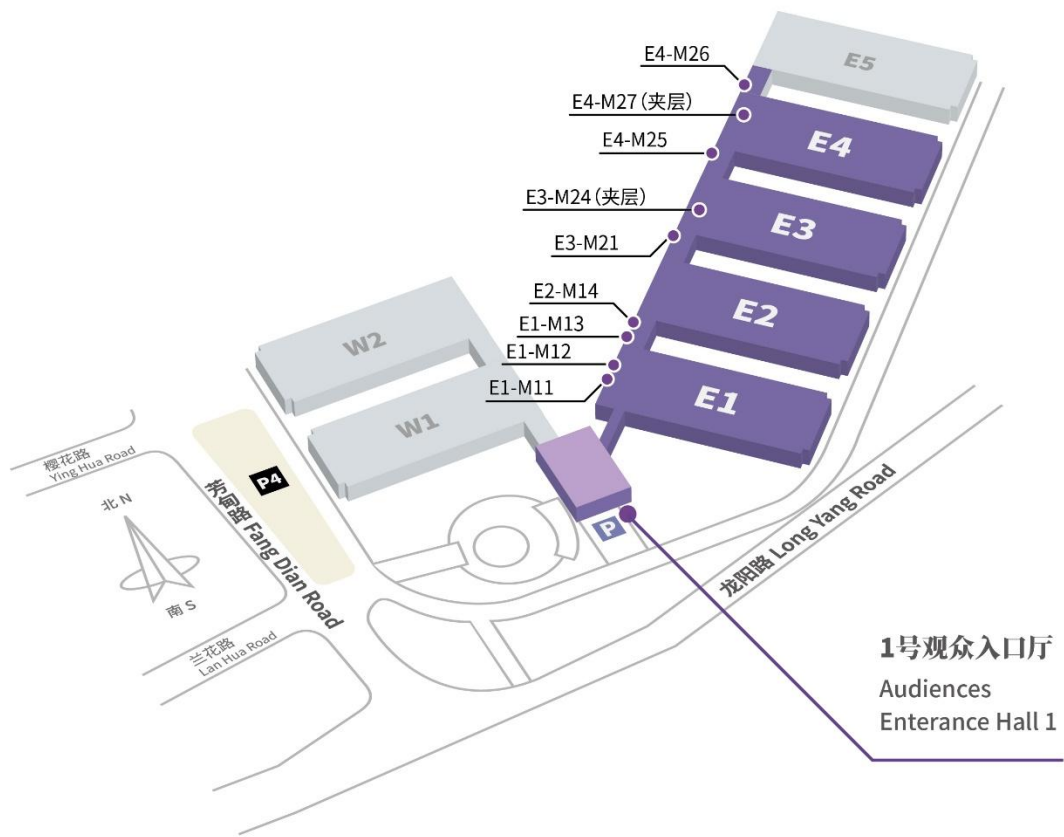 E5
E4-M26
E4-M27(夹层)
E4
E4-M25
E3-M24(夹层)
E3
E3-M21
E2-M14
E2
E1-M13
E1-M12
E1-M11
E1
W2
W1
樱花路
Ying Hua Road
P4
北 N
南 S
芳甸路 Fang Dian Road
P
龙阳路 Long Yang Road
兰花路
Lan Hua Road
1号观众入口厅
Audiences
Enterance Hall 1